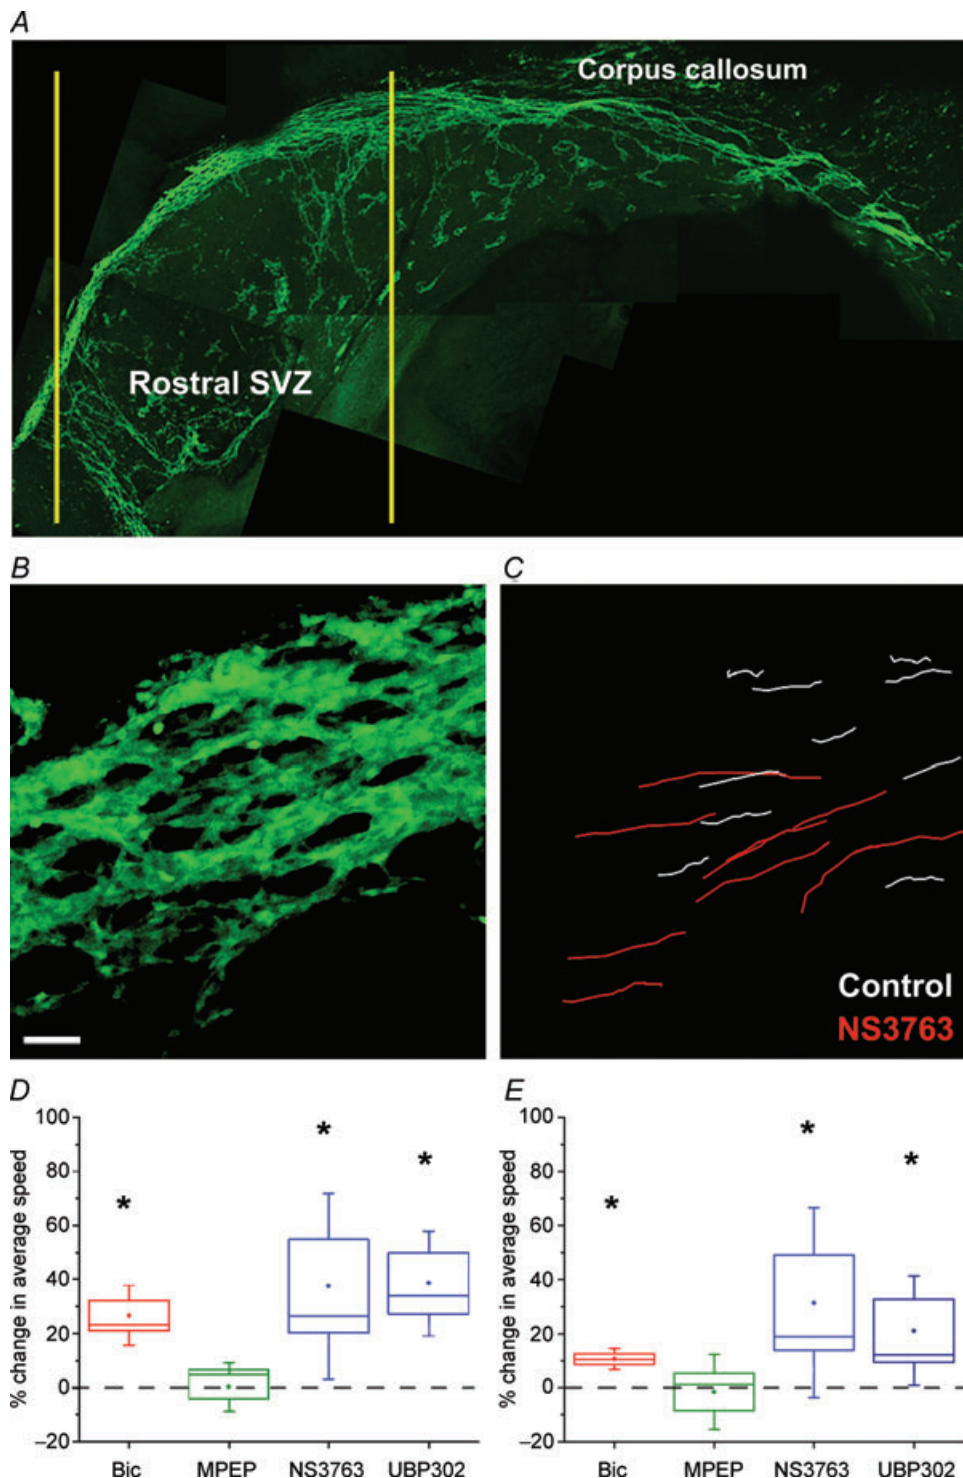 A
Corpus callosum
Rostral SVZ
B
C
Control
NS3763
D
% change in average speed
100
80
60
40
20
0
–20
*
*
*
Bic MPEP NS3763 UBP302
E
% change in average speed
100
80
60
40
20
0
–20
*
*
*
Bic MPEP NS3763 UBP302